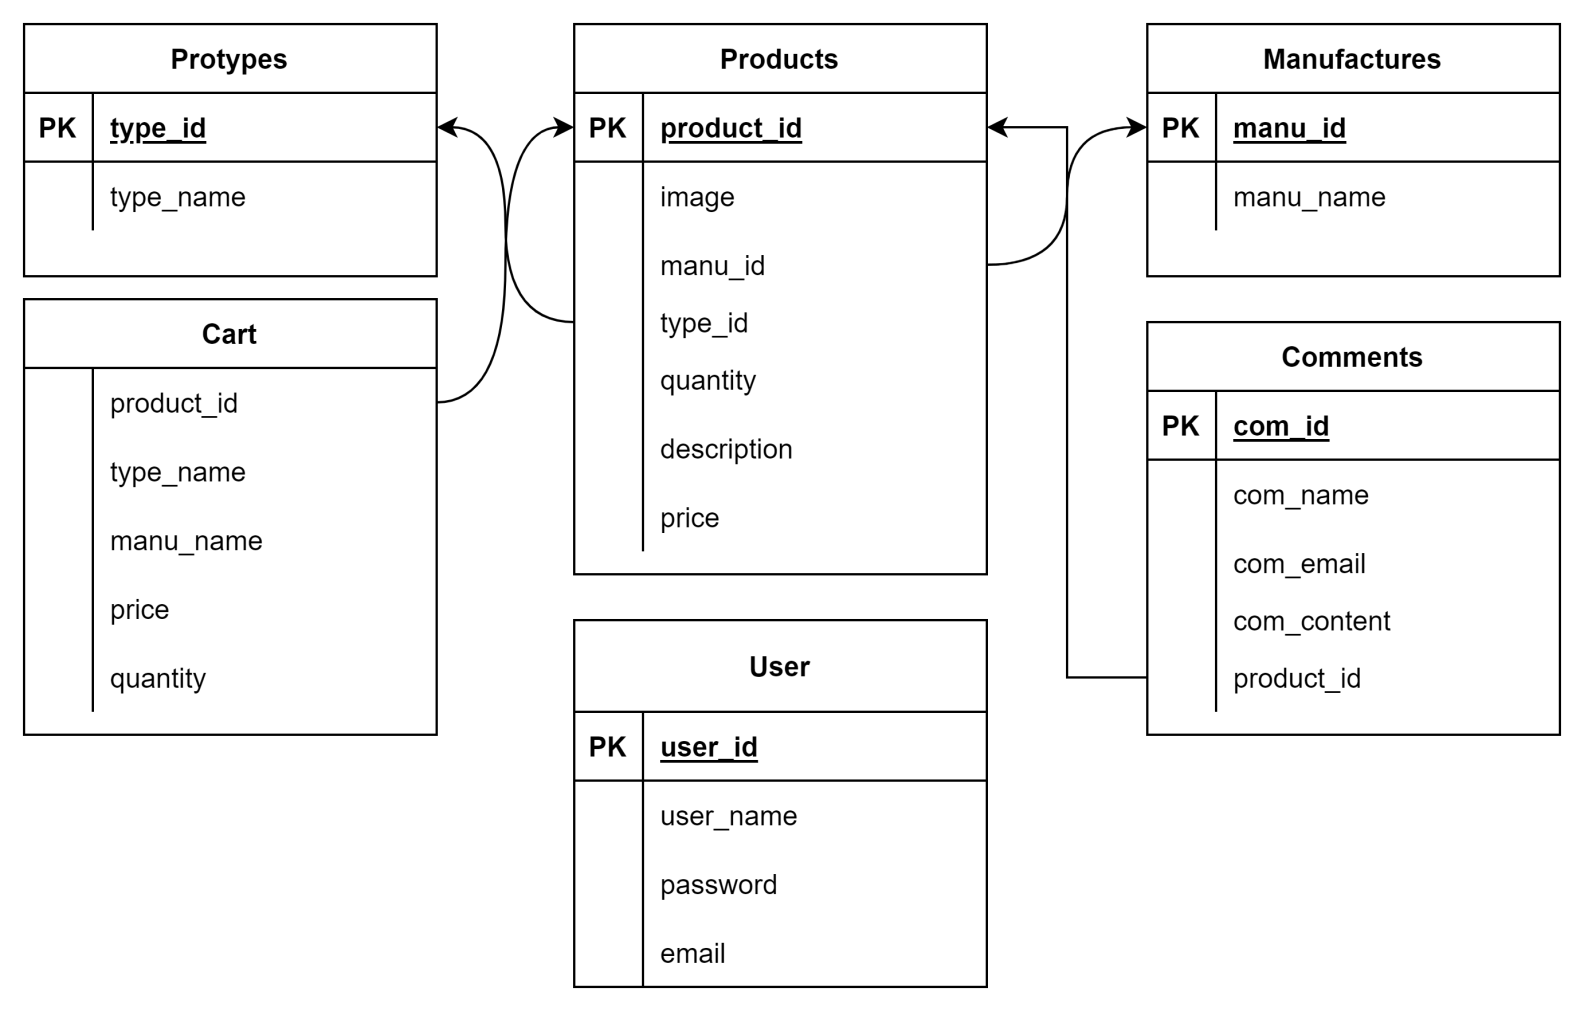 Protypes
PK type_id
type_name
Cart
product_id
type_name
manu_name
price
quantity
Products
PK product_id
image
manu_id
type_id
quantity
description
price
User
PK user_id
user_name
password
email
Manufactures
PK manu_id
manu_name
Comments
PK com_id
com_name
com_email
com_content
product_id